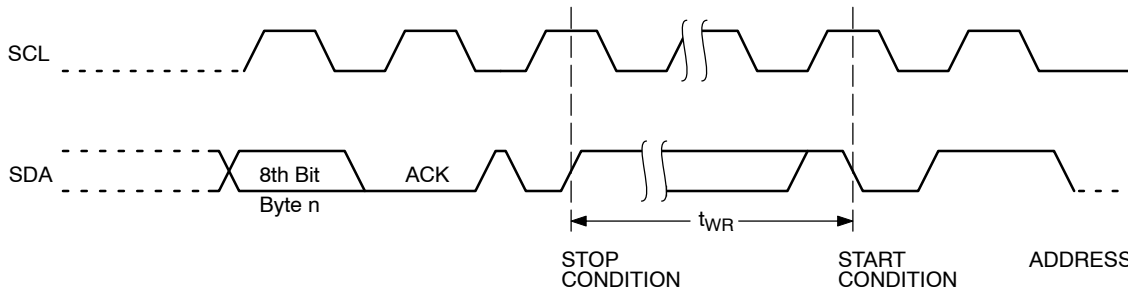 SCL
SDA
8th Bit
Byte n
ACK
tWR
STOP
CONDITION
START
CONDITION
ADDRESS